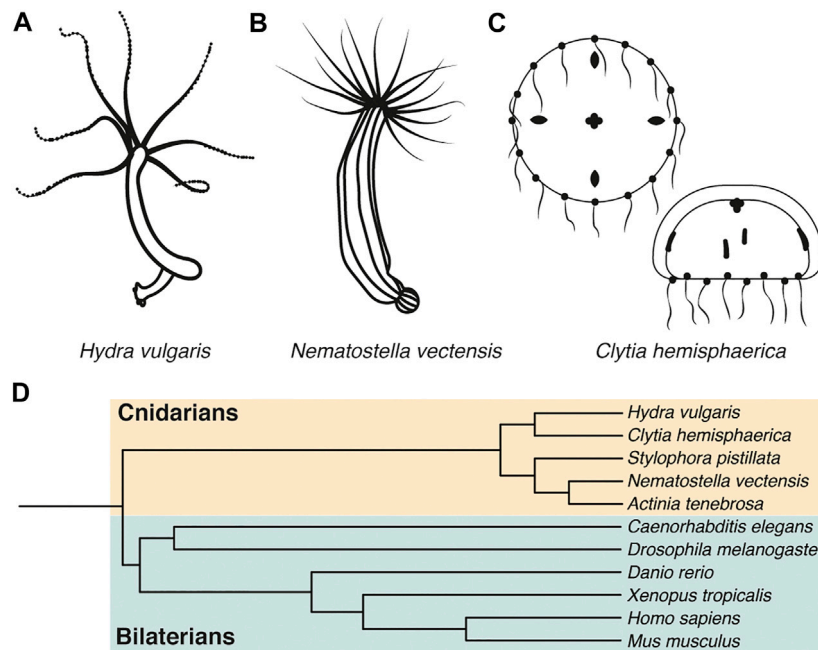 A
B
C
Hydra vulgaris
Nematostella vectensis
Clytia hemisphaerica
D
Cnidarians
Hydra vulgaris
Clytia hemisphaerica
Stylophora pistillata
Nematostella vectensis
Actinia tenebrosa
Caenorhabditis elegans
Drosophila melanogaste
Danio rerio
Xenopus tropicalis
Homo sapiens
Bilaterians
Mus musculus